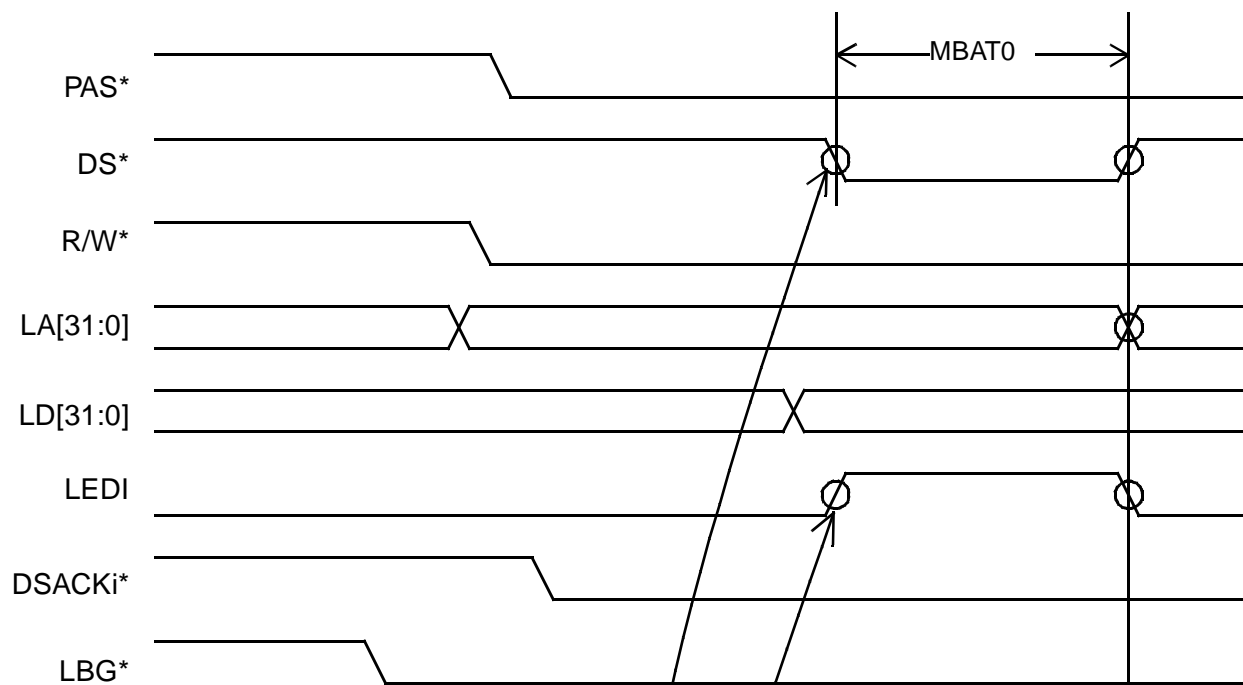 MBAT0
PAS*
DS*
R/W*
LA[31:0]
LD[31:0]
LEDI
DSACKi*
LBG*